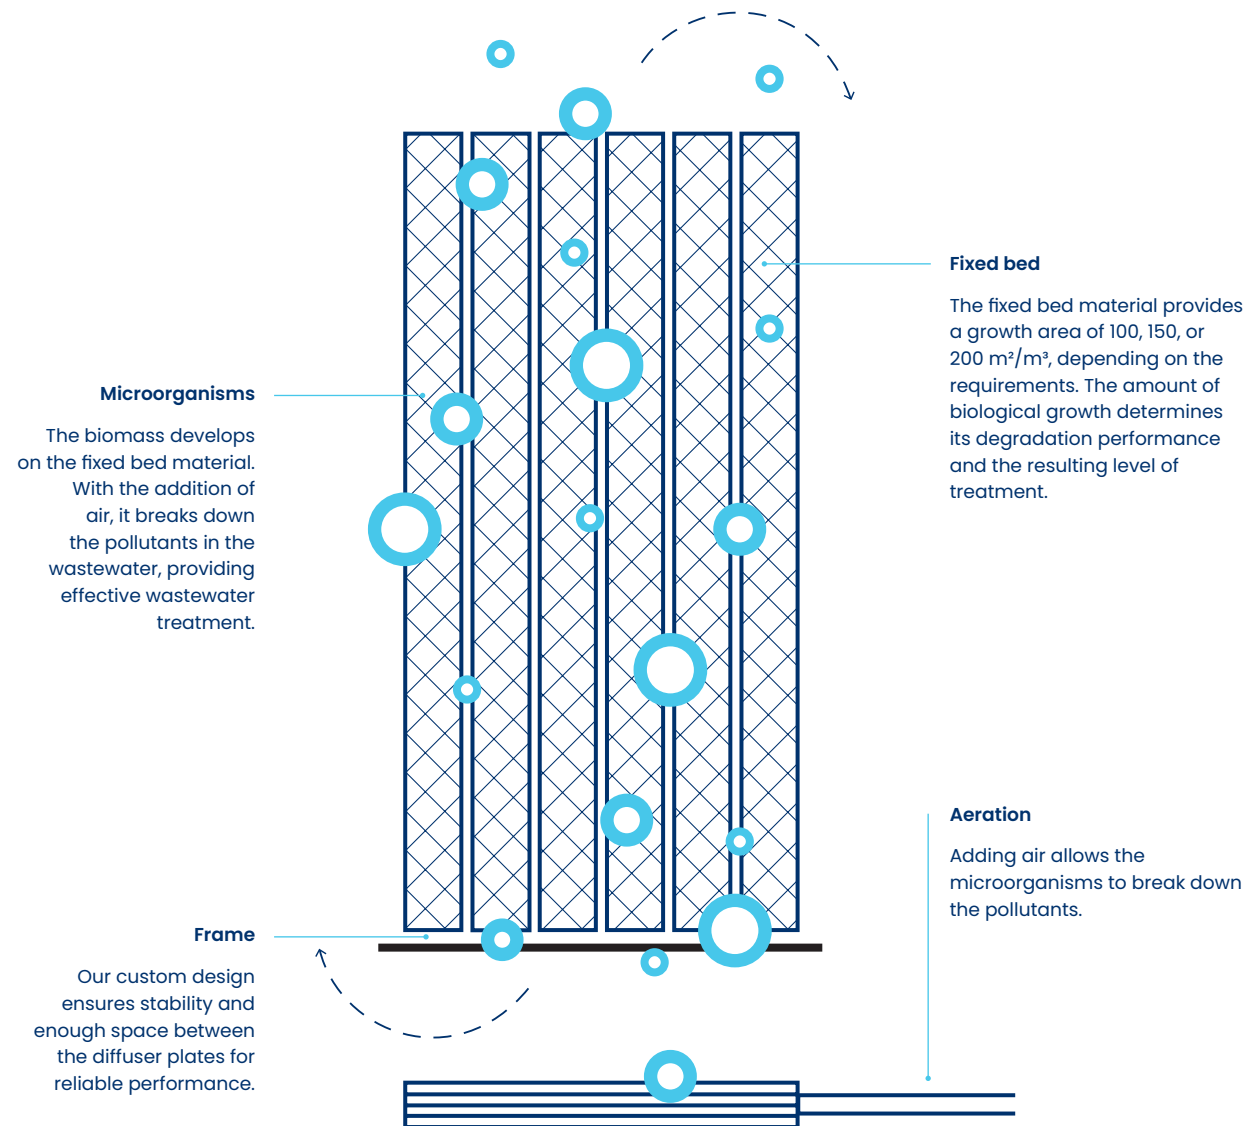 Fixed bed
The fixed bed material provides
a growth area of 100, 150, or
200 m²/m³, depending on the
requirements. The amount of
biological growth determines
its degradation performance
and the resulting level of
treatment.
Microorganisms
The biomass develops
on the fixed bed material.
With the addition of
air, it breaks down
the pollutants in the
wastewater, providing
effective wastewater
treatment.
Aeration
Adding air allows the
microorganisms to break down
the pollutants.
Frame
Our custom design
ensures stability and
enough space between
the diffuser plates for
reliable performance.